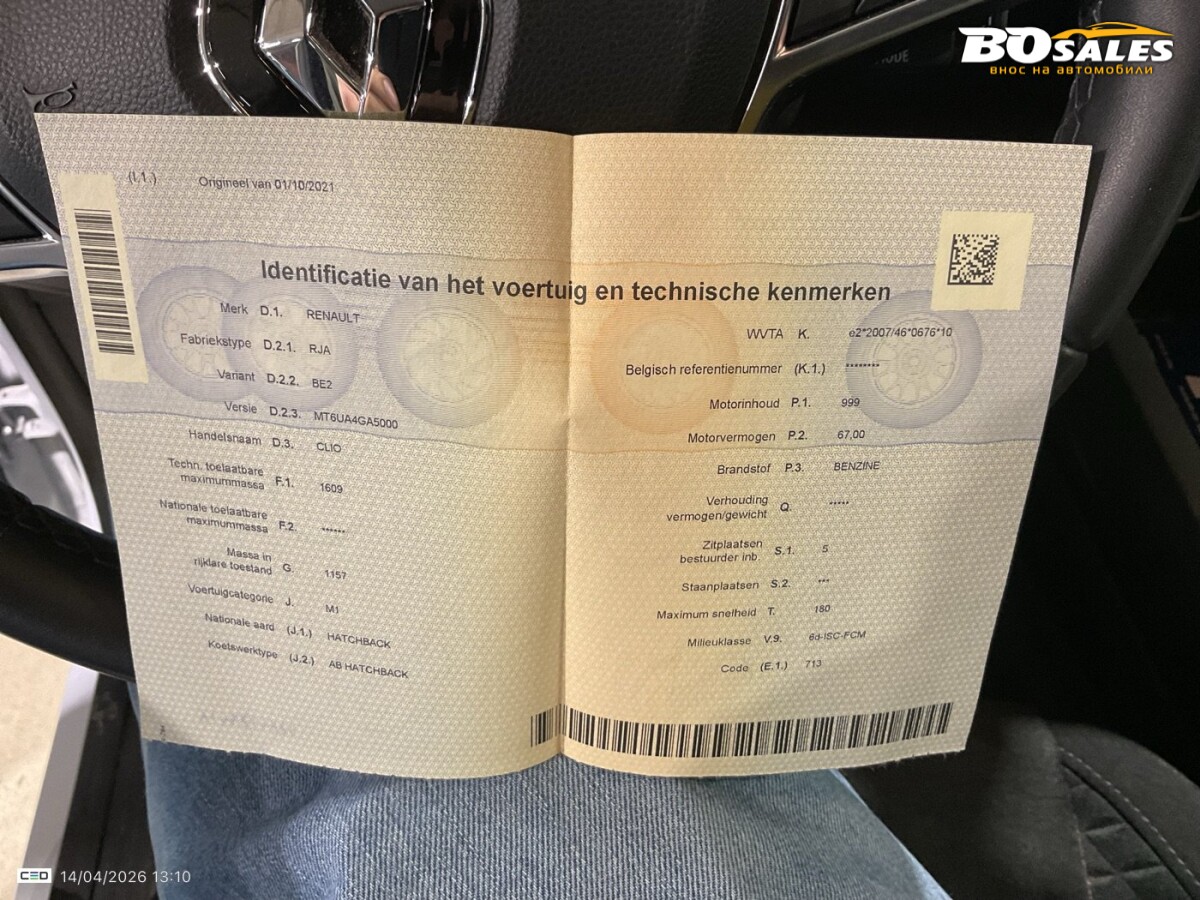 BOSALES
внос на автомобили
(I.1.) Origineel van 01/10/2021
Identificatie van het voertuig en technische kenmerken
Merk D.1. RENAULT
Fabriekstype D.2.1. RJA
Variant D.2.2. BE2
Versie D.2.3. MT6UA4GA5000
Handelsnaam D.3. CLIO
Techn. toelaatbare
maximummassa F.1. 1609
Nationale toelaatbare
maximummassa F.2. ******
Massa in
rijklare toestand G. 1157
Voertuigcategorie J. M1
Nationale aard (J.1.) HATCHBACK
Koetswerktype (J.2.) AB HATCHBACK
WVTA K. e2*2007/46*0676*10
Belgisch referentienummer (K.1.) ********
Motorinhoud P.1. 999
Motorvermogen P.2. 67,00
Brandstof P.3. BENZINE
Verhouding
vermogen/gewicht Q. *****
Zitplaatsen
bestuurder inb. S.1. 5
Staanplaatsen S.2. ***
Maximum snelheid T. 180
Milieuklasse V.9. 6d-ISC-FCM
Code (E.1.) 713
CEO 14/04/2026 13:10